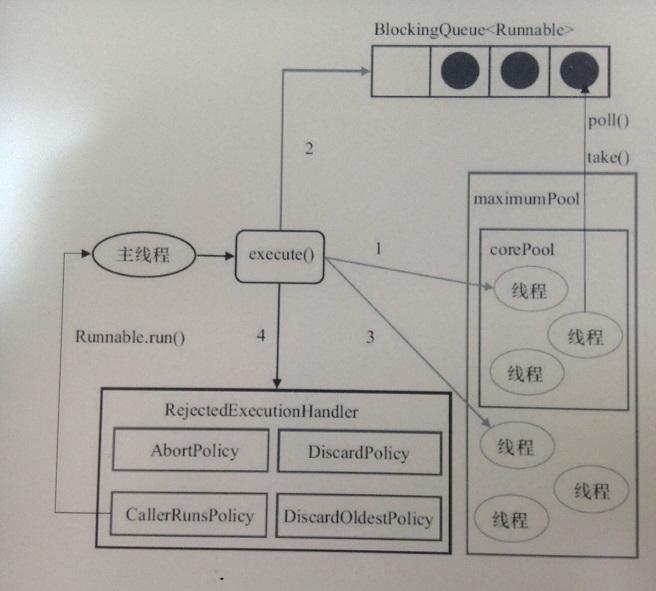 BlockingQueue<Runnable>
poll()
2
take()
maximumPool
主线程
execute()
1
corePool
线程
线程
Runnable.run()
4
3
线程
RejectedExecutionHandler
AbortPolicy
DiscardPolicy
线程
线程
CallerRunsPolicy
DiscardOldestPolicy
线程